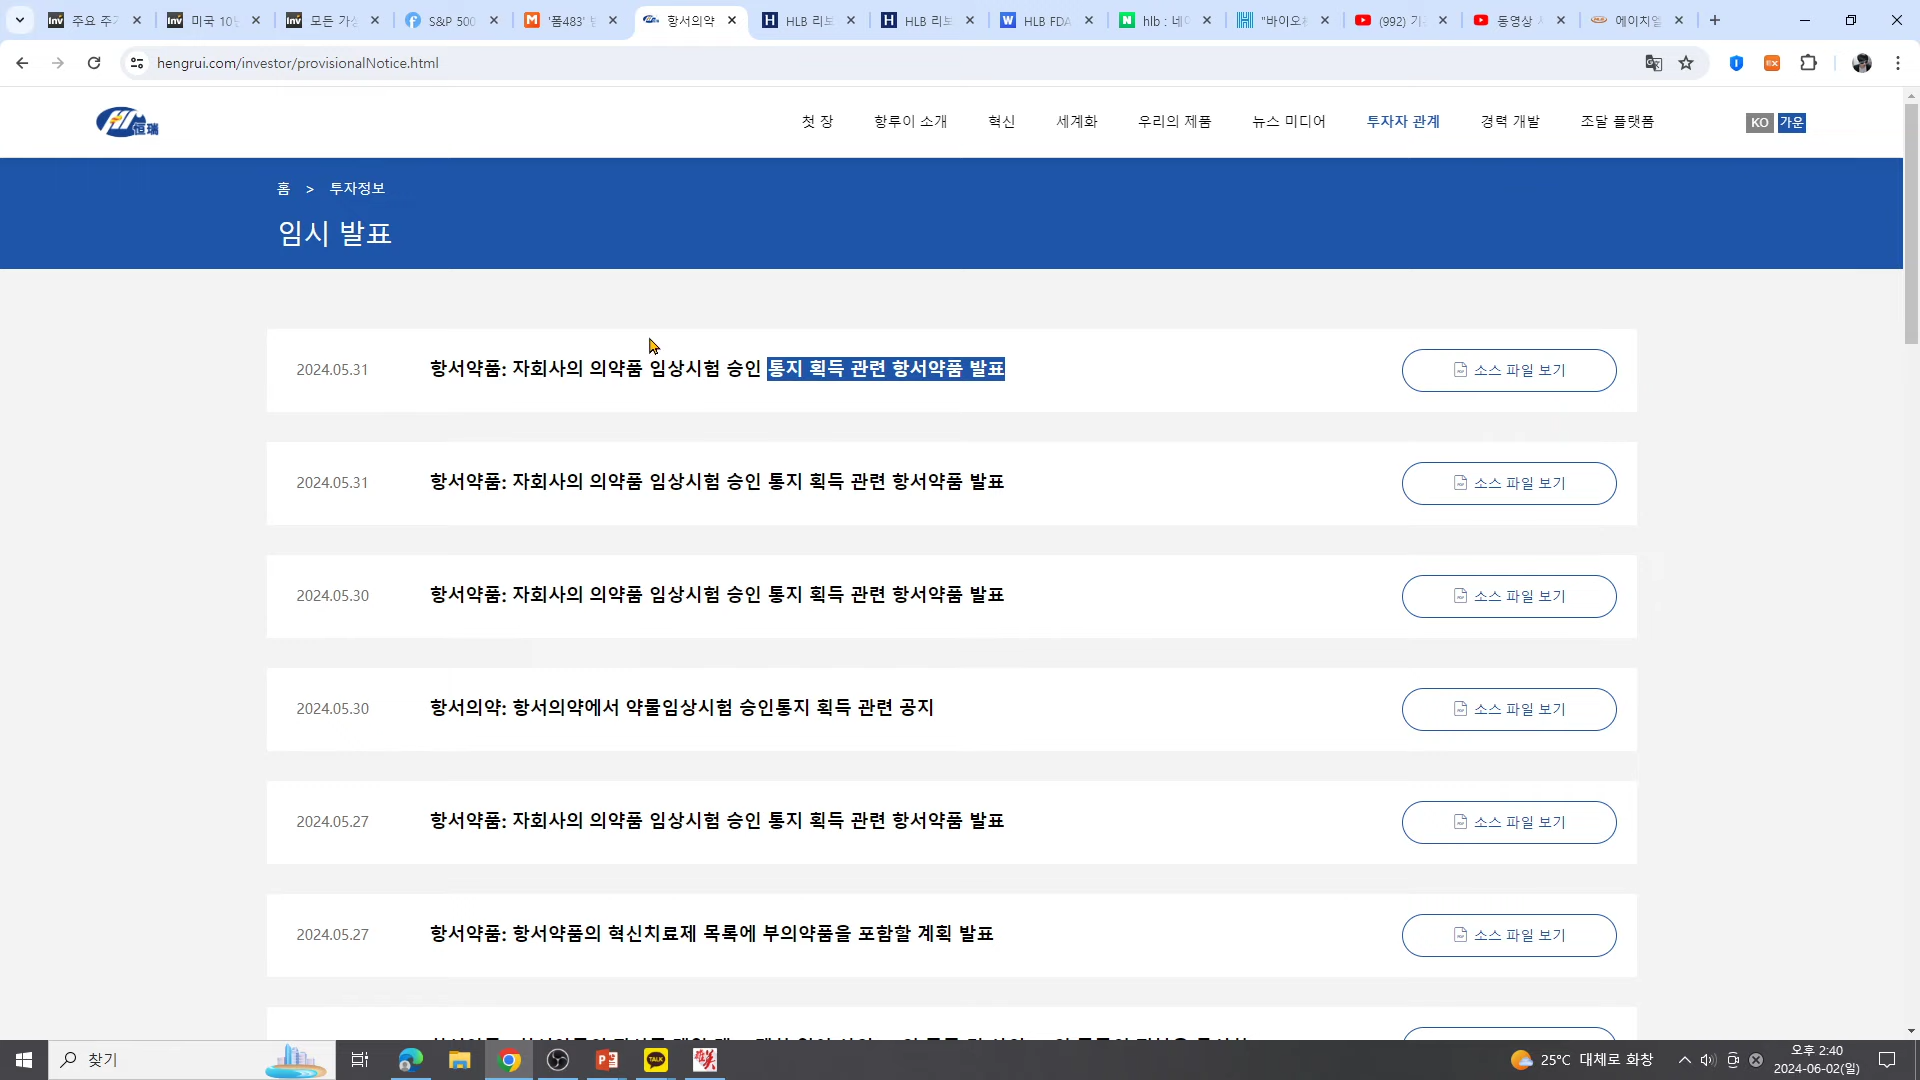 주요 주가
미국 10년
모든 가상
S&P 500
'폼483'
항서의약
HLB 리보
HLB 리보
HLB FDA
hlb : 네이
"바이오
(992)
동영상
에이치엘
hengrui.com/investor/provisionalNotice.html
恒瑞
첫 장
항루이 소개
혁신
세계화
우리의 제품
뉴스 미디어
투자자 관계
경력 개발
조달 플랫폼
KO
가운
홈 > 투자정보
임시 발표
2024.05.31
항서약품: 자회사의 의약품 임상시험 승인 통지 획득 관련 항서약품 발표
소스 파일 보기
2024.05.31
항서약품: 자회사의 의약품 임상시험 승인 통지 획득 관련 항서약품 발표
소스 파일 보기
2024.05.30
항서약품: 자회사의 의약품 임상시험 승인 통지 획득 관련 항서약품 발표
소스 파일 보기
2024.05.30
항서의약: 항서의약에서 약물임상시험 승인통지 획득 관련 공지
소스 파일 보기
2024.05.27
항서약품: 자회사의 의약품 임상시험 승인 통지 획득 관련 항서약품 발표
소스 파일 보기
2024.05.27
항서약품: 항서약품의 혁신치료제 목록에 부의약품을 포함할 계획 발표
소스 파일 보기
찾기
TALK
25°C 대체로 화창
오후 2:40
2024-06-02(일)